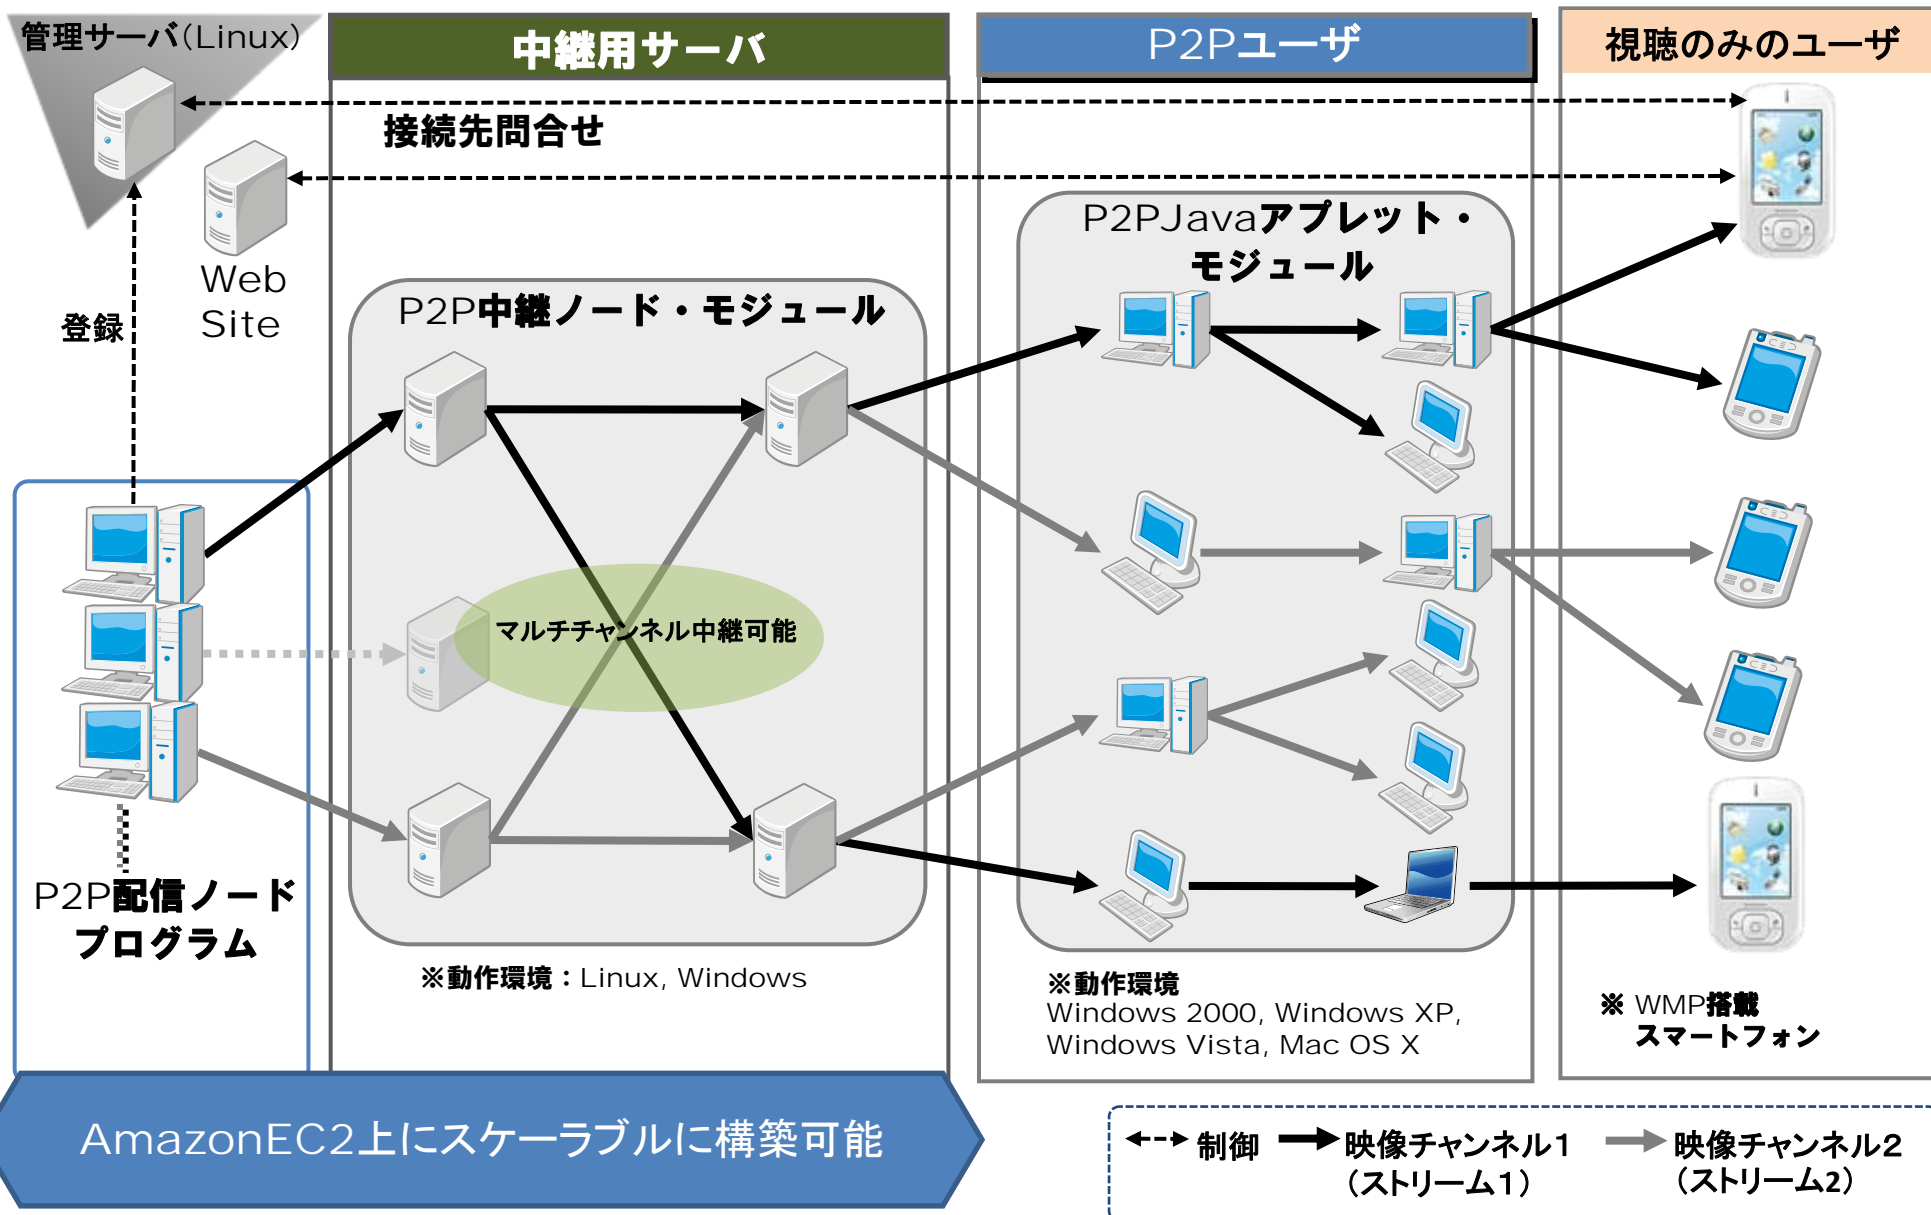 管理サーバ(Linux)
中継用サーバ
P2Pユーザ
視聴のみのユーザ
接続先問合せ
Web
Site
登録
P2P中継ノード・モジュール
P2PJavaアプレット・
モジュール
マルチチャンネル中継可能
P2P配信ノード
プログラム
※動作環境：Linux, Windows
※動作環境
Windows 2000, Windows XP,
Windows Vista, Mac OS X
※ WMP搭載
スマートフォン
AmazonEC2上にスケーラブルに構築可能
制御
映像チャンネル1
（ストリーム1）
映像チャンネル2
（ストリーム2）